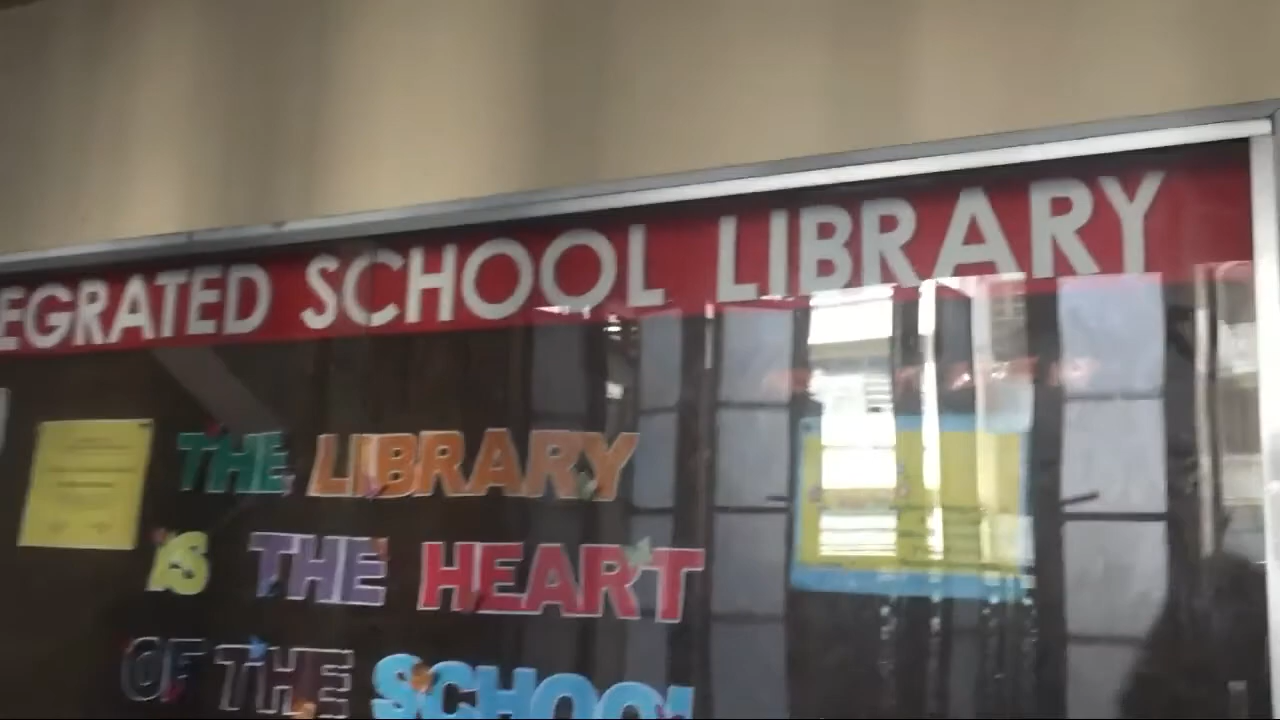 EGRATED SCHOOL LIBRARY
THE LIBRARY
IS THE HEART
OF THE SCHOOL